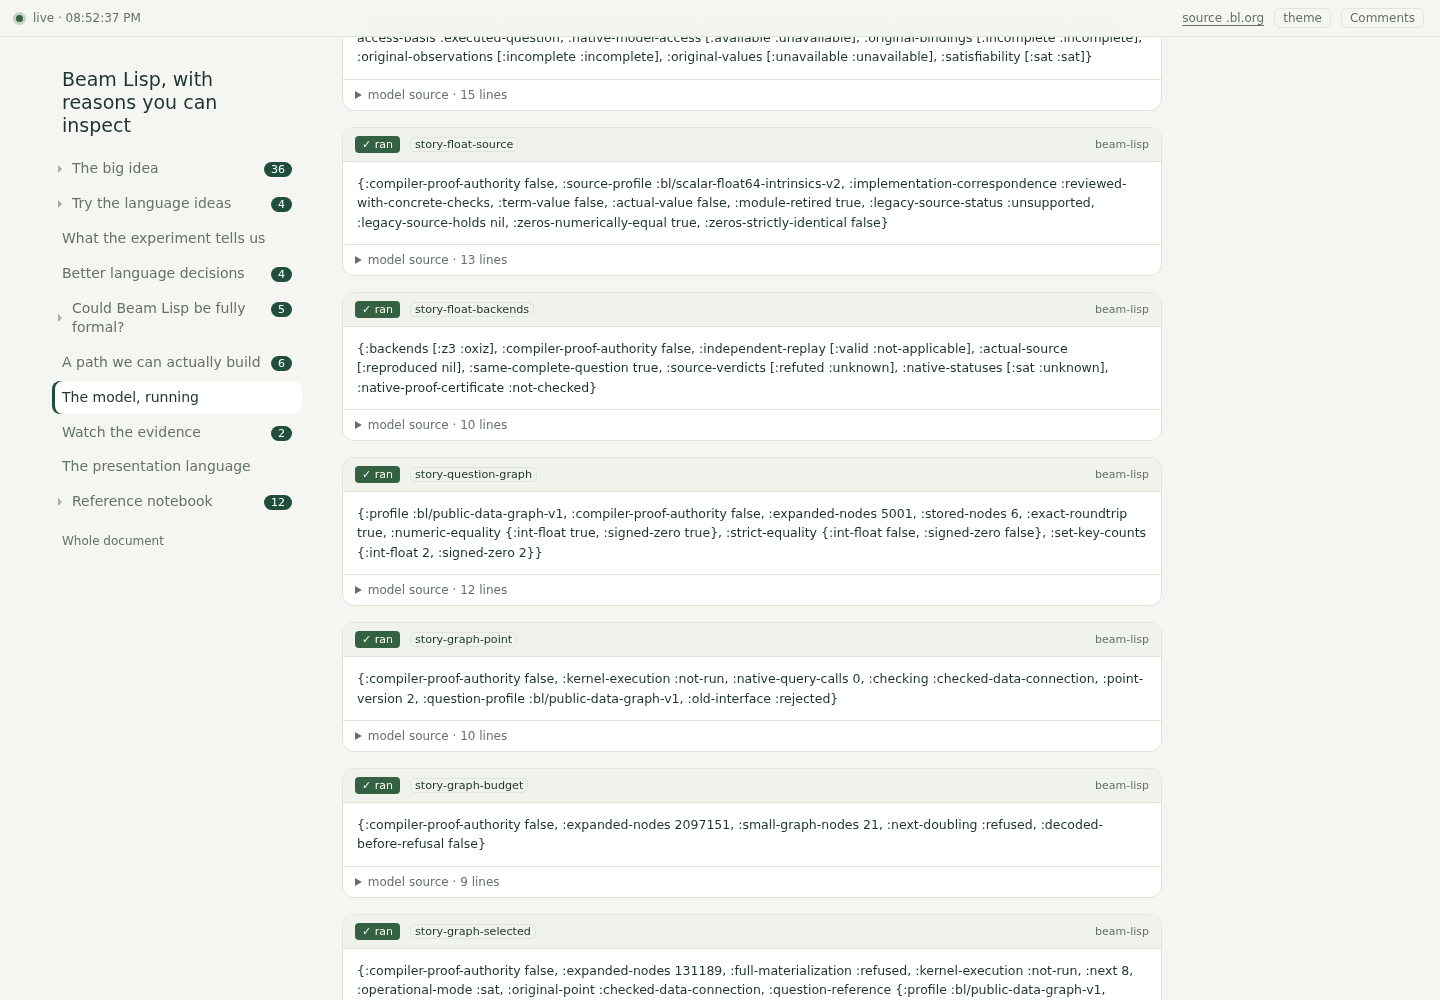 live · 08:52:37 PM
source .bl.org
theme
Comments
Beam Lisp, with
reasons you can
inspect
The big idea 36
Try the language ideas 4
What the experiment tells us
Better language decisions 4
Could Beam Lisp be fully 5
formal?
A path we can actually build 6
The model, running
Watch the evidence 2
The presentation language
Reference notebook 12
Whole document
access-basis :executed-question, :native-model-access [:available :unavailable], :original-bindings [:incomplete :incomplete],
:original-observations [:incomplete :incomplete], :original-values [:unavailable :unavailable], :satisfiability [:sat :sat]}
▶ model source · 15 lines
✓ ran story-float-source beam-lisp
{:compiler-proof-authority false, :source-profile :bl/scalar-float64-intrinsics-v2, :implementation-correspondence :reviewed-
with-concrete-checks, :term-value false, :actual-value false, :module-retired true, :legacy-source-status :unsupported,
:legacy-source-holds nil, :zeros-numerically-equal true, :zeros-strictly-identical false}
▶ model source · 13 lines
✓ ran story-float-backends beam-lisp
{:backends [:z3 :oxiz], :compiler-proof-authority false, :independent-replay [:valid :not-applicable], :actual-source
[:reproduced nil], :same-complete-question true, :source-verdicts [:refuted :unknown], :native-statuses [:sat :unknown],
:native-proof-certificate :not-checked}
▶ model source · 10 lines
✓ ran story-question-graph beam-lisp
{:profile :bl/public-data-graph-v1, :compiler-proof-authority false, :expanded-nodes 5001, :stored-nodes 6, :exact-roundtrip
true, :numeric-equality {:int-float true, :signed-zero true}, :strict-equality {:int-float false, :signed-zero false}, :set-key-counts
{:int-float 2, :signed-zero 2}}
▶ model source · 12 lines
✓ ran story-graph-point beam-lisp
{:compiler-proof-authority false, :kernel-execution :not-run, :native-query-calls 0, :checking :checked-data-connection, :point-
version 2, :question-profile :bl/public-data-graph-v1, :old-interface :rejected}
▶ model source · 10 lines
✓ ran story-graph-budget beam-lisp
{:compiler-proof-authority false, :expanded-nodes 2097151, :small-graph-nodes 21, :next-doubling :refused, :decoded-
before-refusal false}
▶ model source · 9 lines
✓ ran story-graph-selected beam-lisp
{:compiler-proof-authority false, :expanded-nodes 131189, :full-materialization :refused, :kernel-execution :not-run, :next 8,
:operational-mode :sat, :original-point :checked-data-connection, :question-reference {:profile :bl/public-data-graph-v1,